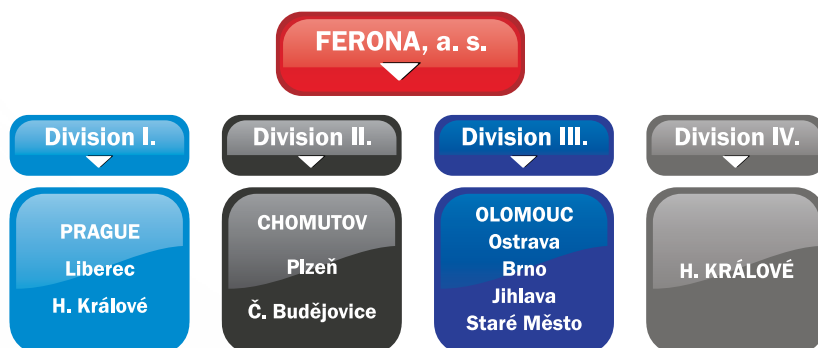 FERONA, a. s.
Division I.
Division II.
Division III.
Division IV.
PRAGUE
Liberec
H. Králové
CHOMUTOV
Plzeň
Č. Budějovice
OLOMOUC
Ostrava
Brno
Jihlava
Staré Město
H. KRÁLOVÉ